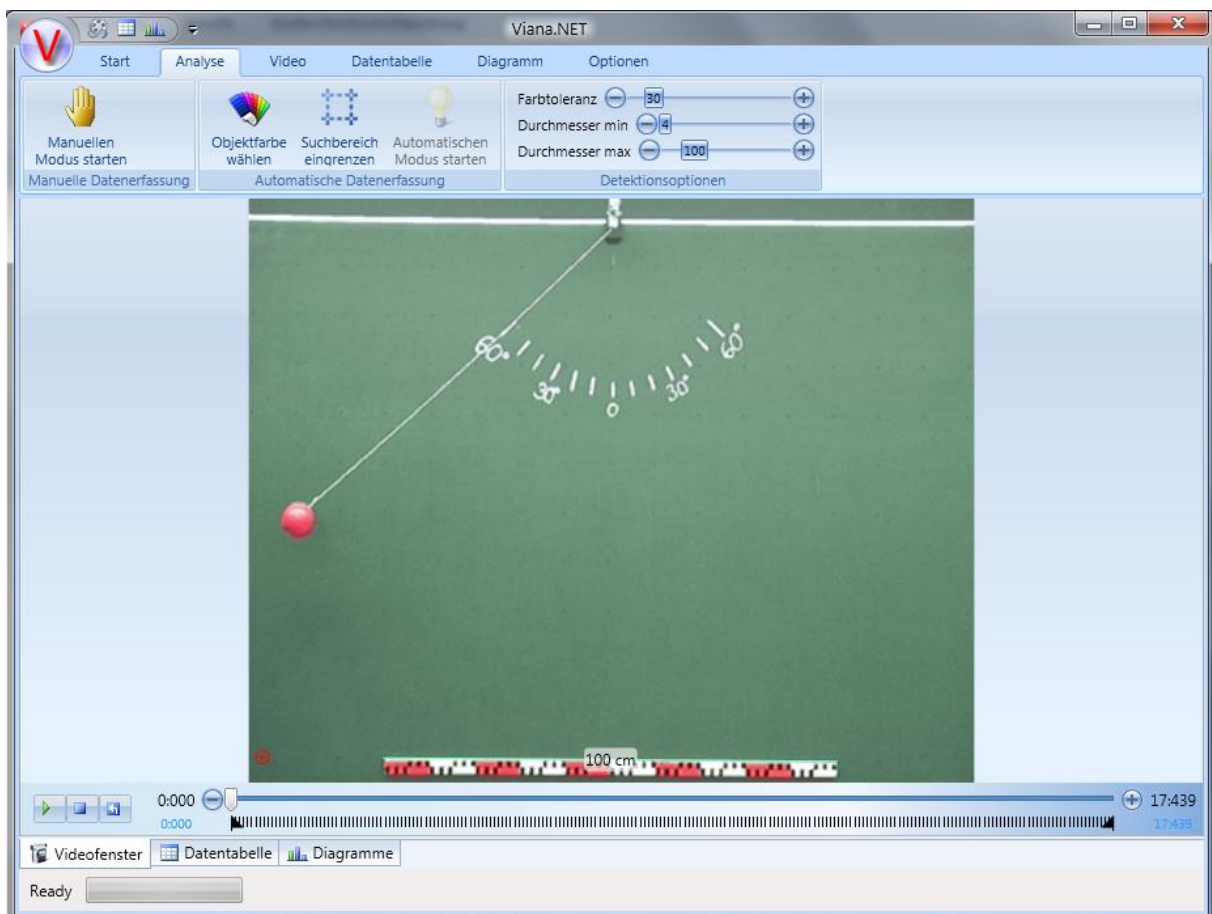 Viana.NET
Start Analyse Video Datentabelle Diagramm Optionen
Manuellen
Modus starten
Manuelle Datenerfassung
Objektfarbe
wählen
Suchbereich
eingrenzen
Automatischen
Modus starten
Automatische Datenerfassung
Farbtoleranz 30
Durchmesser min 4
Durchmesser max 100
Detektionsoptionen
60°
30°
0
30°
60°
100 cm
0:000 17:439
0:000 17:439
Videofenster Datentabelle Diagramme
Ready